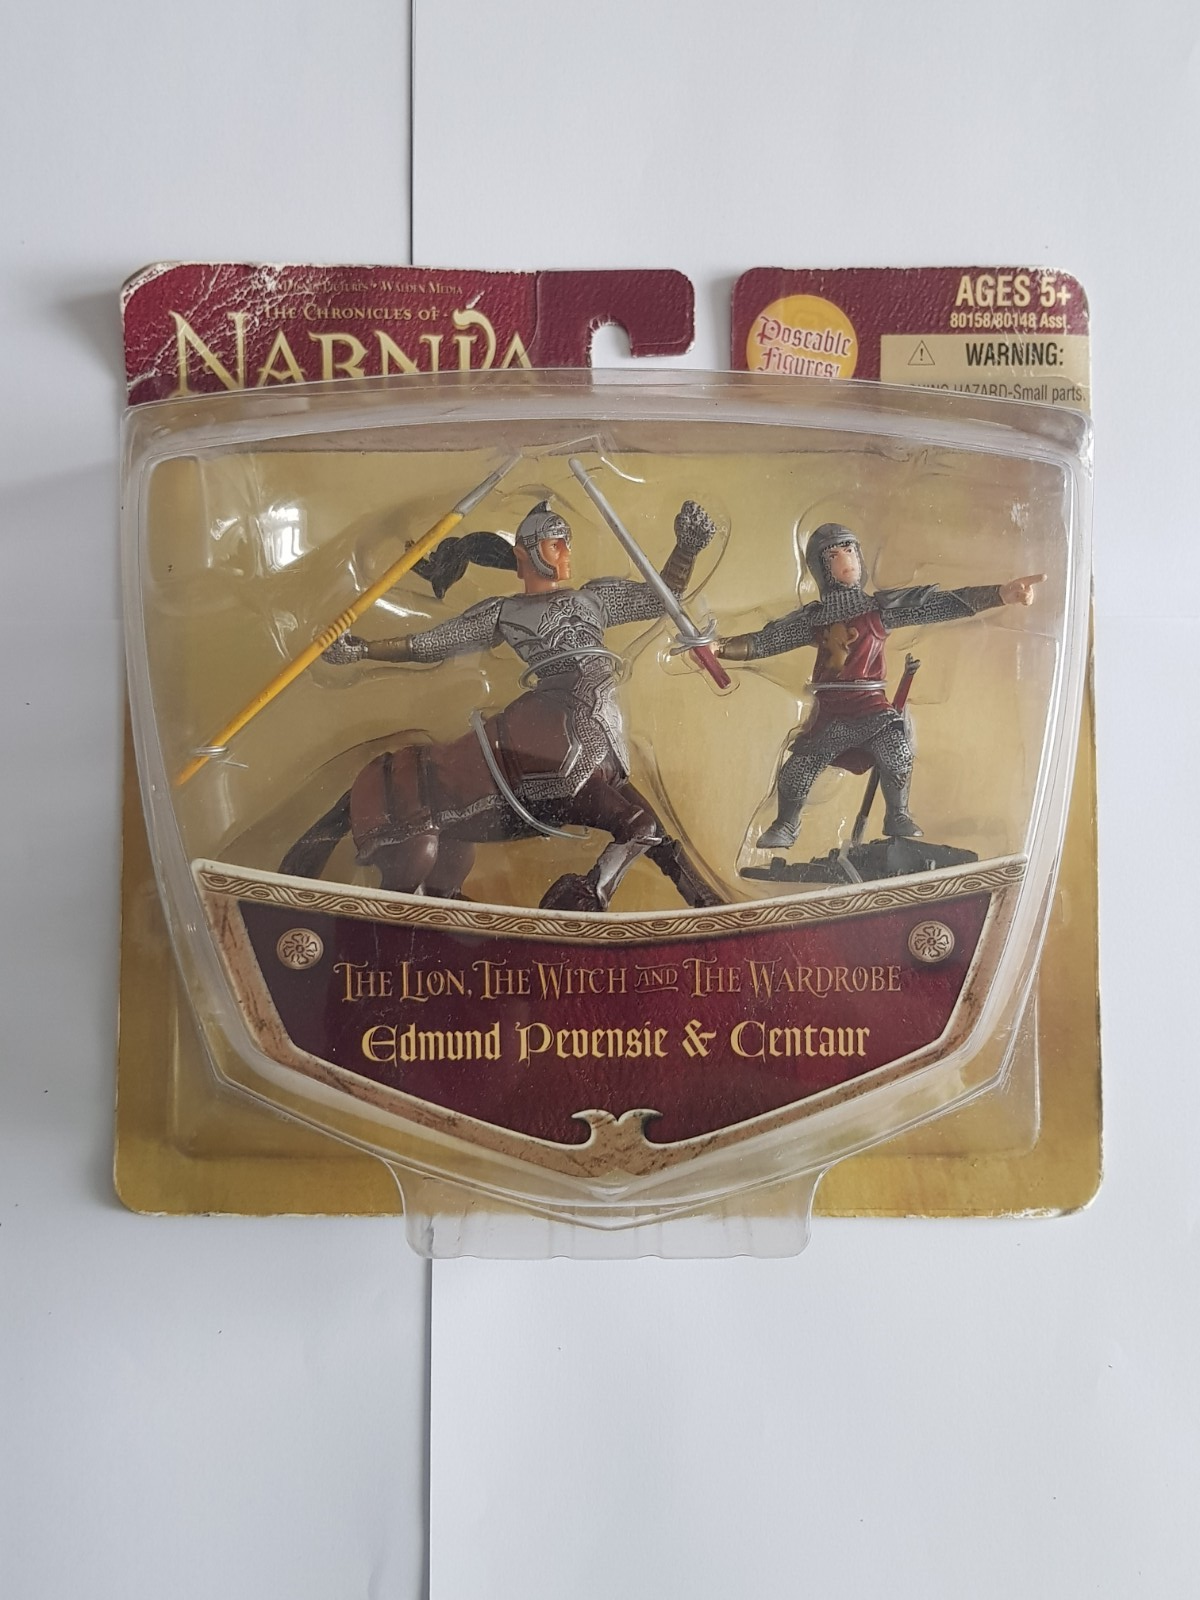 Pictures • Walden Media
The Chronicles of
NARNIA
Poseable
Figures!
AGES 5+
80158/80148 Asst.
WARNING:
HAZARD-Small parts.
The Lion, The Witch and The Wardrobe
Edmund Pevensie & Centaur